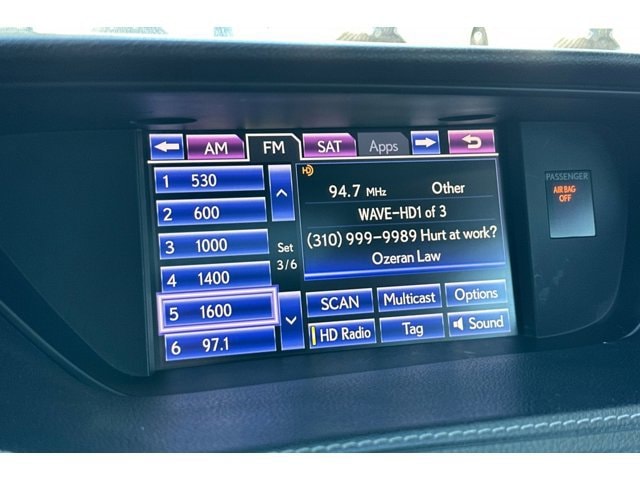 AM FM SAT Apps
1 530
2 600
3 1000
4 1400
5 1600
6 97.1
Set
3/6
HD
94.7 MHz Other
WAVE-HD1 of 3
(310) 999-9989 Hurt at work?
Ozeran Law
SCAN Multicast Options
HD Radio Tag Sound
PASSENGER
AIR BAG
OFF